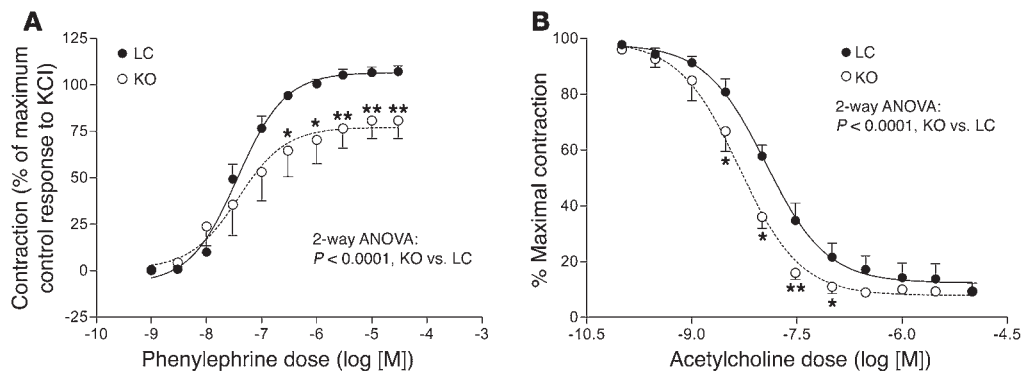 A
Contraction (% of maximum
control response to KCl)
125
100
75
50
25
0
-25
LC
KO
* * ** ** **
2-way ANOVA:
P < 0.0001, KO vs. LC
-10 -9 -8 -7 -6 -5 -4 -3
Phenylephrine dose (log [M])
B
% Maximal contraction
100
80
60
40
20
0
LC
KO
2-way ANOVA:
P < 0.0001, KO vs. LC
*
*
** *
-10.5 -9.0 -7.5 -6.0 -4.5
Acetylcholine dose (log [M])